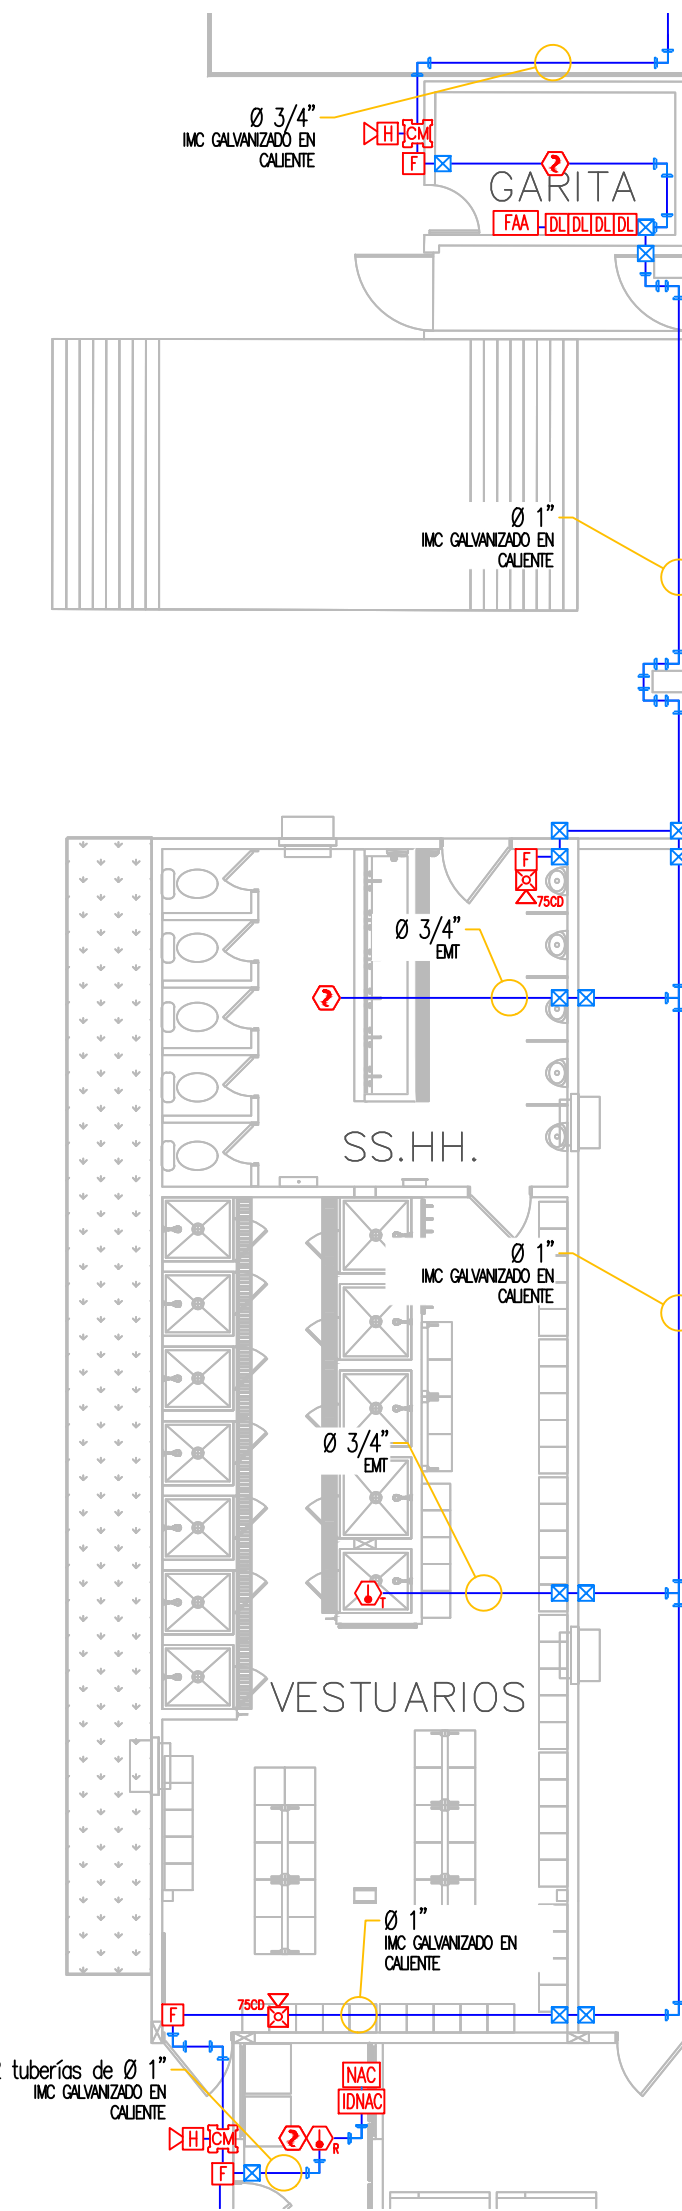 Ø 3/4”
IMC GALVANIZADO EN
CALIENTE
H CM
F
GARITA
FAA DL DL DL DL
Ø 1”
IMC GALVANIZADO EN
CALIENTE
F
75CD
Ø 3/4”
EMT
SS.HH.
Ø 1”
IMC GALVANIZADO EN
CALIENTE
Ø 3/4”
EMT
T
VESTUARIOS
Ø 1”
IMC GALVANIZADO EN
CALIENTE
75CD
F
2 tuberías de Ø 1”
IMC GALVANIZADO EN
CALIENTE
NAC
IDNAC
H CM
R
F